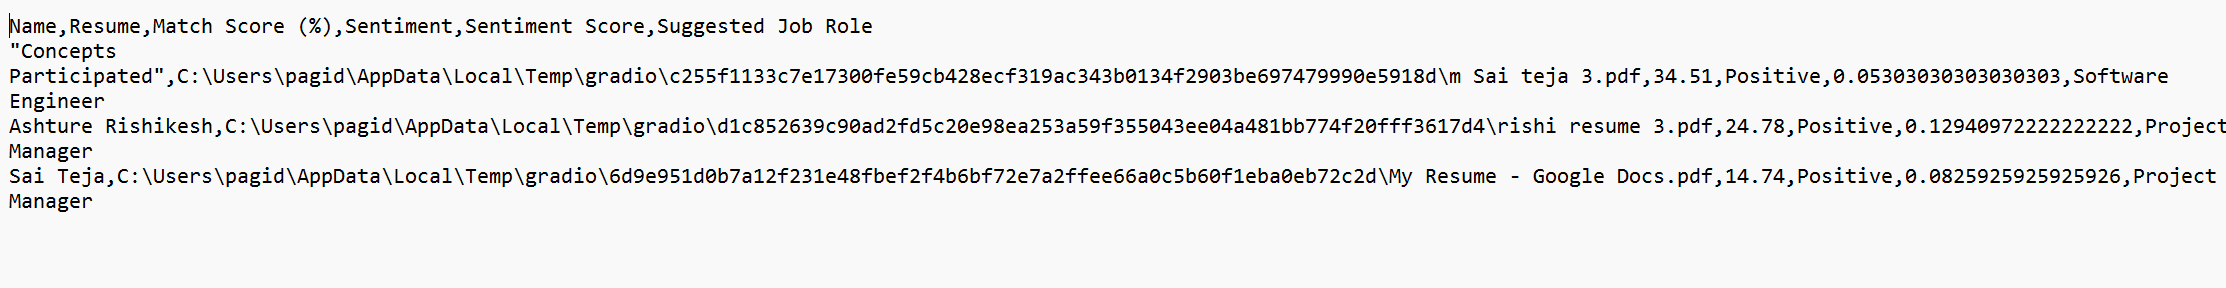 Name,Resume,Match Score (%),Sentiment,Sentiment Score,Suggested Job Role
"Concepts
Participated",C:\Users\pagid\AppData\Local\Temp\gradio\c255f1133c7e17300fe59cb428ecf319ac343b0134f2903be697479990e5918d\m Sai teja 3.pdf,34.51,Positive,0.05303030303030303,Software
Engineer
Ashture Rishikesh,C:\Users\pagid\AppData\Local\Temp\gradio\d1c852639c90ad2fd5c20e98ea253a59f355043ee04a481bb774f20fff3617d4\rishi resume 3.pdf,24.78,Positive,0.12940972222222222,Project
Manager
Sai Teja,C:\Users\pagid\AppData\Local\Temp\gradio\6d9e951d0b7a12f231e48fbef2f4b6bf72e7a2ffee66a0c5b60f1eba0eb72c2d\My Resume - Google Docs.pdf,14.74,Positive,0.0825925925925926,Project
Manager